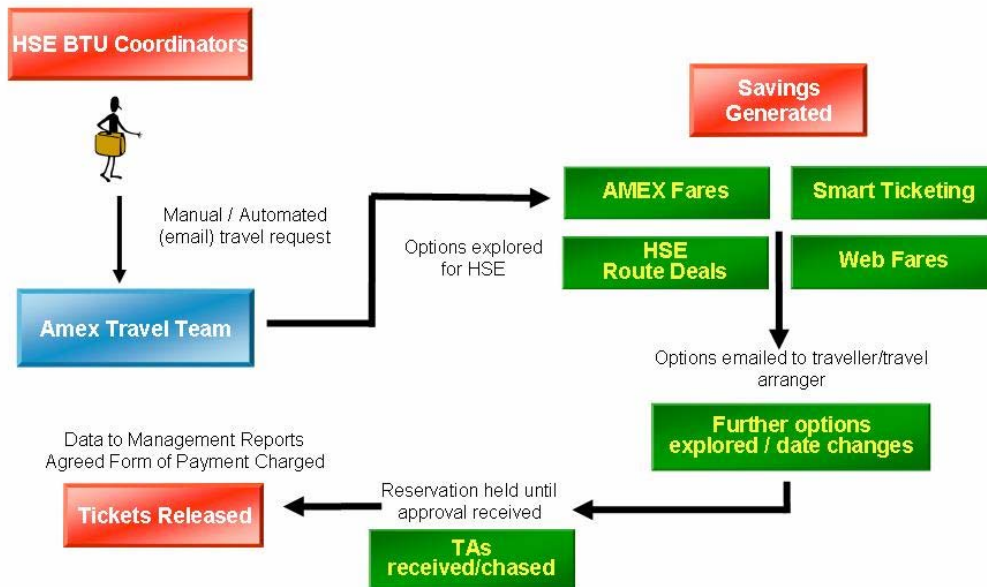 HSE BTU Coordinators
Savings
Generated
AMEX Fares
Smart Ticketing
Manual / Automated
(email) travel request
Options explored
for HSE
HSE
Route Deals
Web Fares
Amex Travel Team
Options emailed to traveller/travel
arranger
Further options
explored / date changes
Data to Management Reports
Agreed Form of Payment Charged
Reservation held until
approval received
Tickets Released
TAs
received/chased